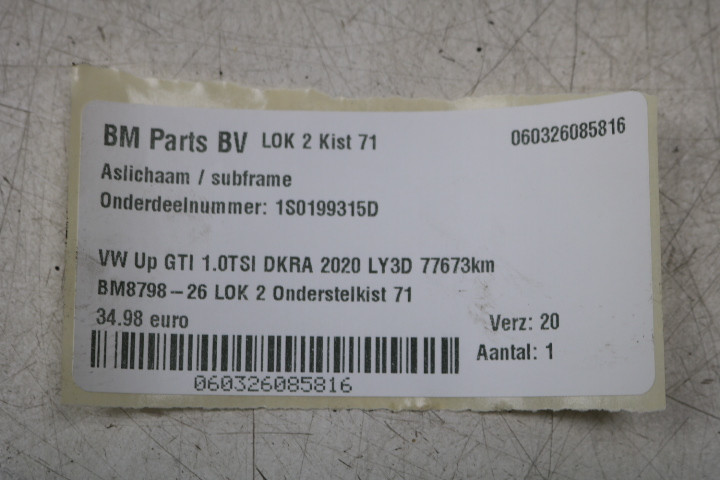 BM Parts BV LOK 2 Kist 71 060326085816
Aslichaam / subframe
Onderdeelnummer: 1S0199315D
VW Up GTI 1.0TSI DKRA 2020 LY3D 77673km
BM8798-26 LOK 2 Onderstelkist 71
34.98 euro Verz: 20
Aantal: 1
060326085816